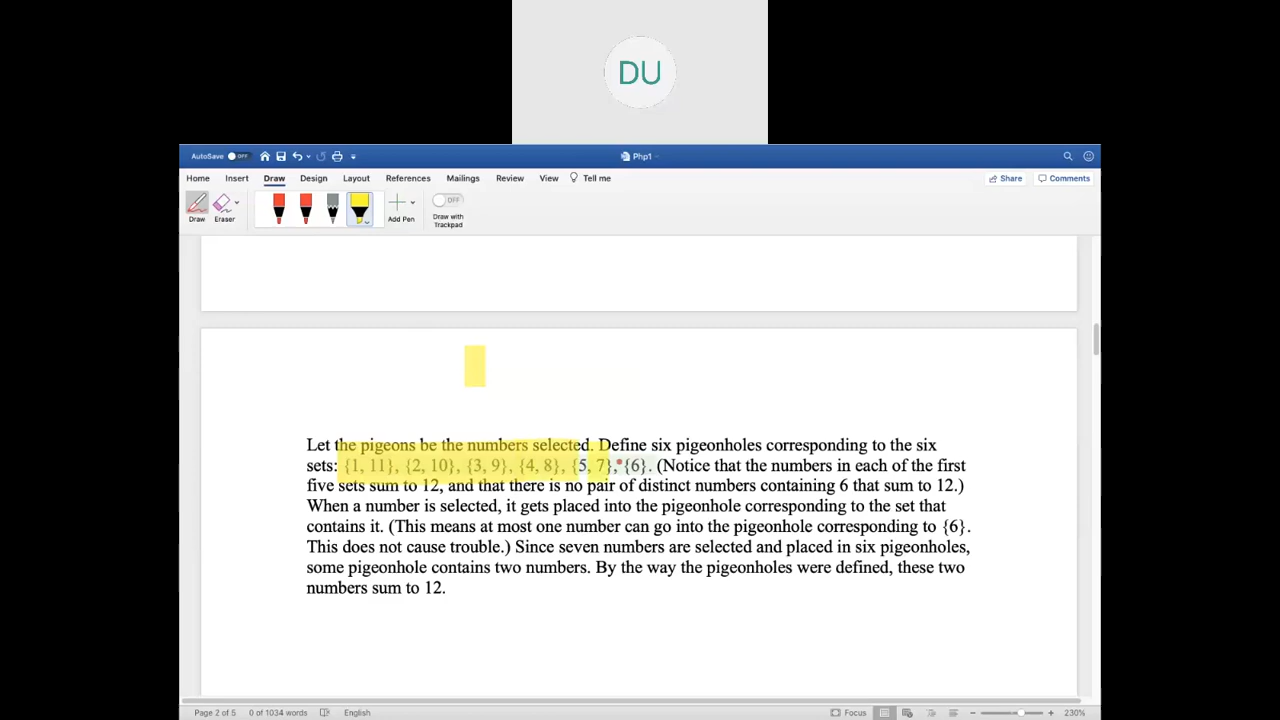 DU
AutoSave OFF
Php1
Home Insert Draw Design Layout References Mailings Review View Tell me
Share Comments
OFF
Draw Eraser Add Pen Draw with Trackpad
Let the pigeons be the numbers selected. Define six pigeonholes corresponding to the six
sets: {1, 11}, {2, 10}, {3, 9}, {4, 8}, {5, 7}, {6}. (Notice that the numbers in each of the first
five sets sum to 12, and that there is no pair of distinct numbers containing 6 that sum to 12.)
When a number is selected, it gets placed into the pigeonhole corresponding to the set that
contains it. (This means at most one number can go into the pigeonhole corresponding to {6}.
This does not cause trouble.) Since seven numbers are selected and placed in six pigeonholes,
some pigeonhole contains two numbers. By the way the pigeonholes were defined, these two
numbers sum to 12.
Page 2 of 5 0 of 1034 words English Focus 230%